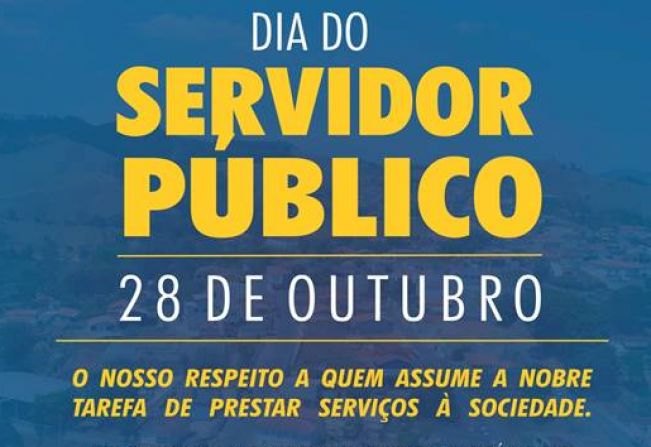 DIA DO
SERVIDOR
PÚBLICO
28 DE OUTUBRO
O NOSSO RESPEITO A QUEM ASSUME A NOBRE
TAREFA DE PRESTAR SERVIÇOS À SOCIEDADE.